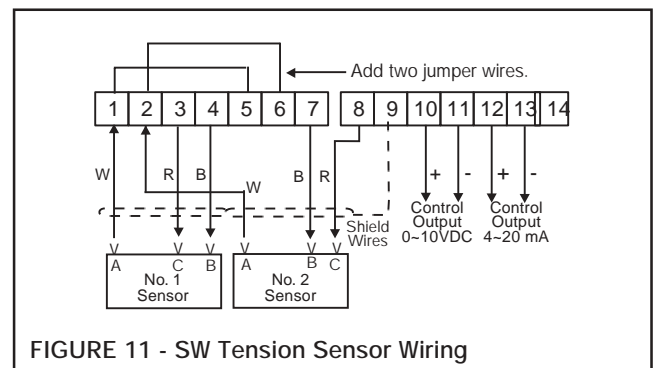 Add two jumper wires.
1 2 3 4 5 6 7 8 9 10 11 12 13 14
W R B W B R + - + -
Shield
Wires
Control
Output
0~10VDC
Control
Output
4~20 mA
A C B A B C
No. 1
Sensor
No. 2
Sensor
FIGURE 11 - SW Tension Sensor Wiring